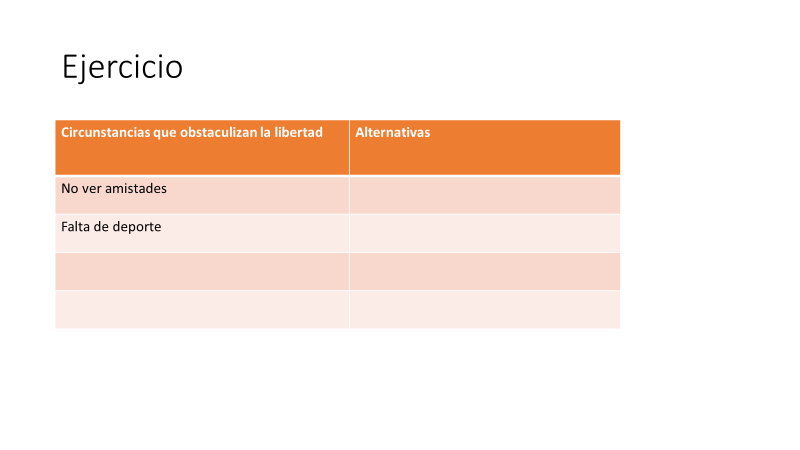 Ejercicio
Circunstancias que obstaculizan la libertad
Alternativas
No ver amistades
Falta de deporte